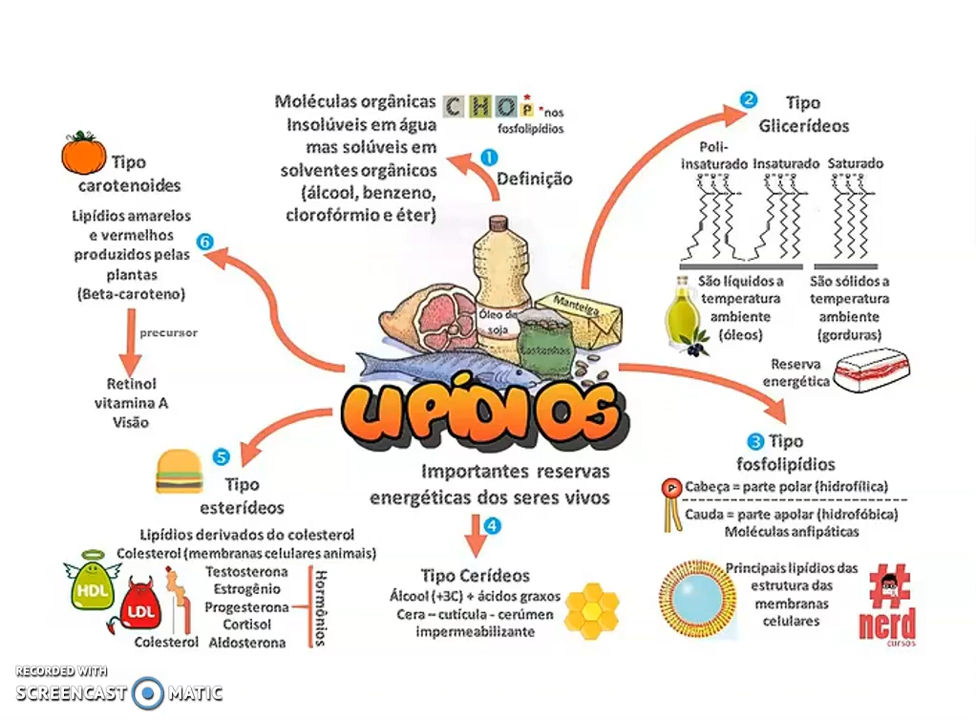 Moléculas orgânicas
Insolúveis em água
mas solúveis em
solventes orgânicos
(álcool, benzeno,
clorofórmio e éter)
C H O P *nos
fosfolipídios
1
Definição
2 Tipo
Glicerídeos
Poli-
insaturado Insaturado Saturado
São líquidos a
temperatura
ambiente
(óleos)
São sólidos a
temperatura
ambiente
(gorduras)
Reserva
energética
3 Tipo
fosfolipídios
P Cabeça = parte polar (hidrofílica)
Cauda = parte apolar (hidrofóbica)
Moléculas anfipáticas
Principais lipídios das
estrutura das
membranas
celulares
#
nerd
cursos
Óleo de
soja
Manteiga
Castanhas
LIPÍDIOS
Importantes reservas
energéticas dos seres vivos
4
Tipo Cerídeos
Álcool (+3C) + ácidos graxos
Cera – cutícula - cerúmen
impermeabilizante
5
Tipo
esterídeos
Lipídios derivados do colesterol
Colesterol (membranas celulares animais)
HDL
LDL
Colesterol
Testosterona
Estrogênio
Progesterona
Cortisol
Aldosterona
Hormônios
6
Tipo
carotenoides
Lipídios amarelos
e vermelhos
produzidos pelas
plantas
(Beta-caroteno)
precursor
Retinol
vitamina A
Visão
RECORDED WITH
SCREENCAST MATIC